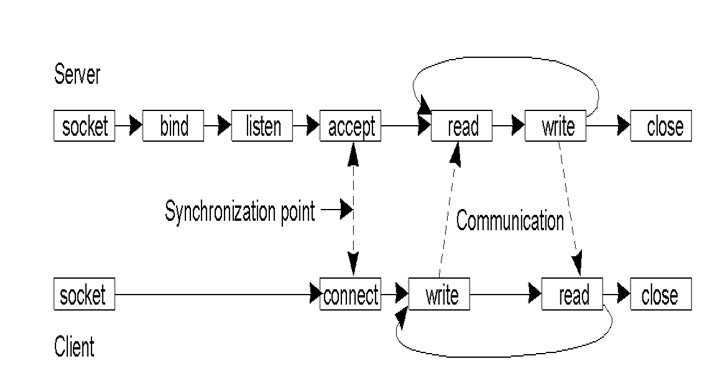 Server
socket bind listen accept read write close
Synchronization point
Communication
socket connect write read close
Client